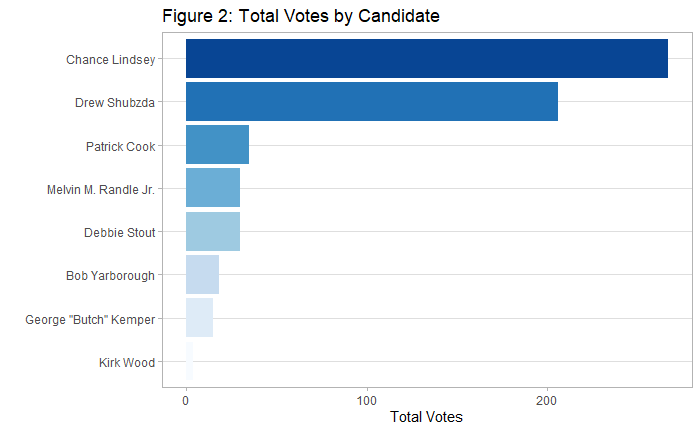 Figure 2: Total Votes by Candidate
Chance Lindsey
Drew Shubzda
Patrick Cook
Melvin M. Randle Jr.
Debbie Stout
Bob Yarborough
George "Butch" Kemper
Kirk Wood
0 100 200
Total Votes